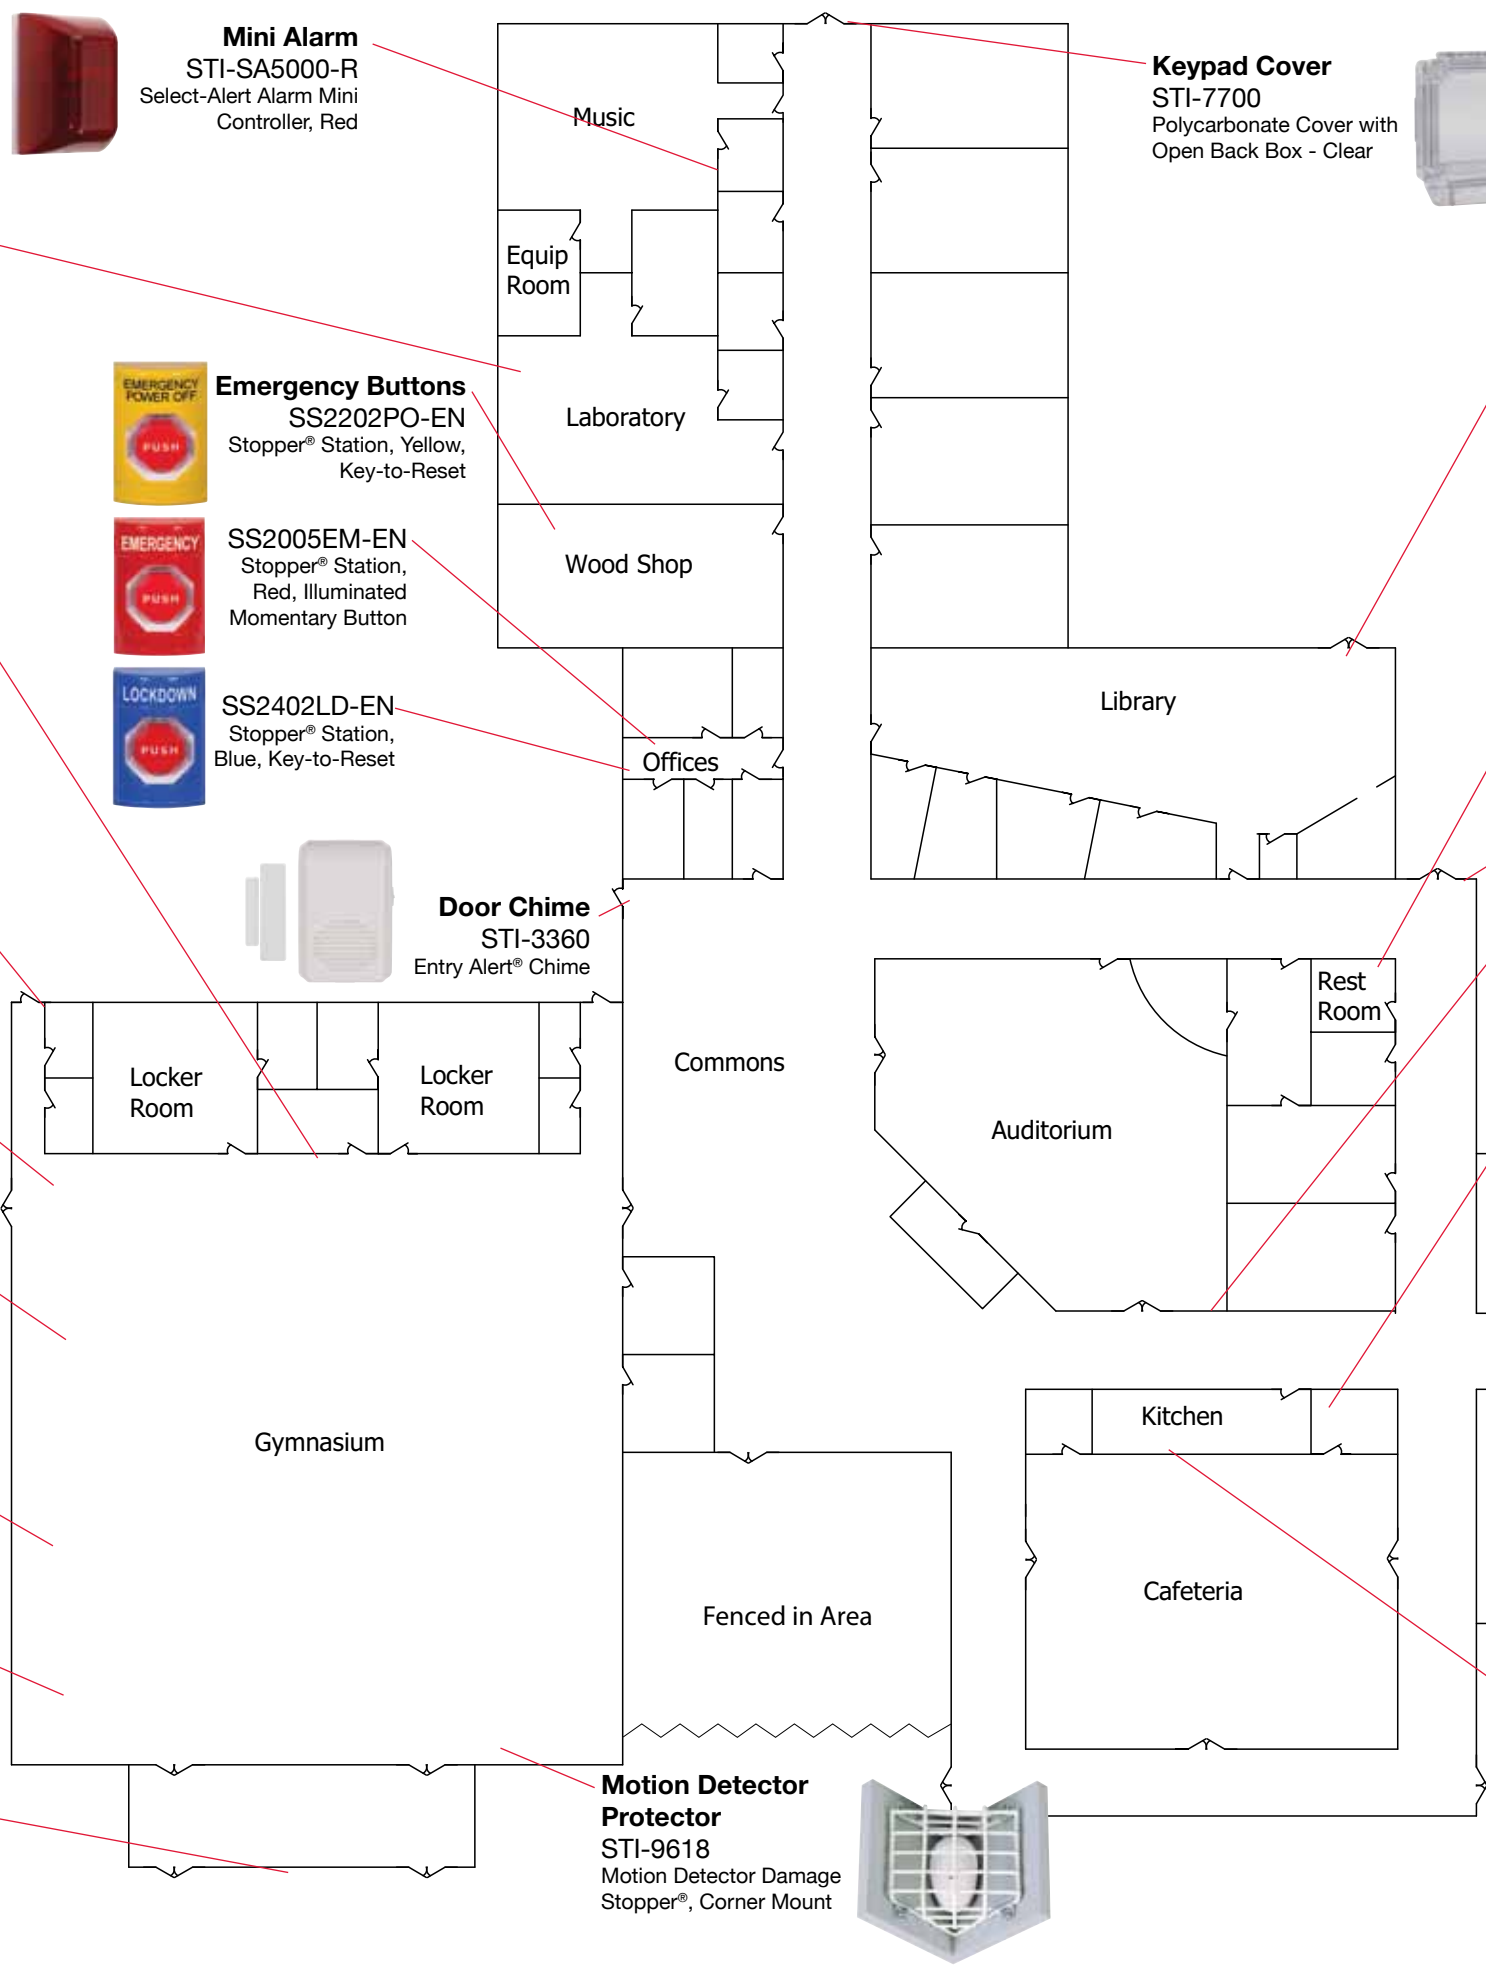 Mini Alarm
STI-SA5000-R
Select-Alert Alarm Mini
Controller, Red
Keypad Cover
STI-7700
Polycarbonate Cover with
Open Back Box - Clear
Music
Equip
Room
EMERGENCY
POWER OFF
PUSH
Emergency Buttons
SS2202PO-EN
Stopper® Station, Yellow,
Key-to-Reset
Laboratory
EMERGENCY
PUSH
SS2005EM-EN
Stopper® Station,
Red, Illuminated
Momentary Button
Wood Shop
LOCKDOWN
PUSH
SS2402LD-EN
Stopper® Station,
Blue, Key-to-Reset
Offices
Library
Door Chime
STI-3360
Entry Alert® Chime
Rest
Room
Locker
Room
Locker
Room
Commons
Auditorium
Gymnasium
Kitchen
Fenced in Area
Cafeteria
Motion Detector
Protector
STI-9618
Motion Detector Damage
Stopper®, Corner Mount